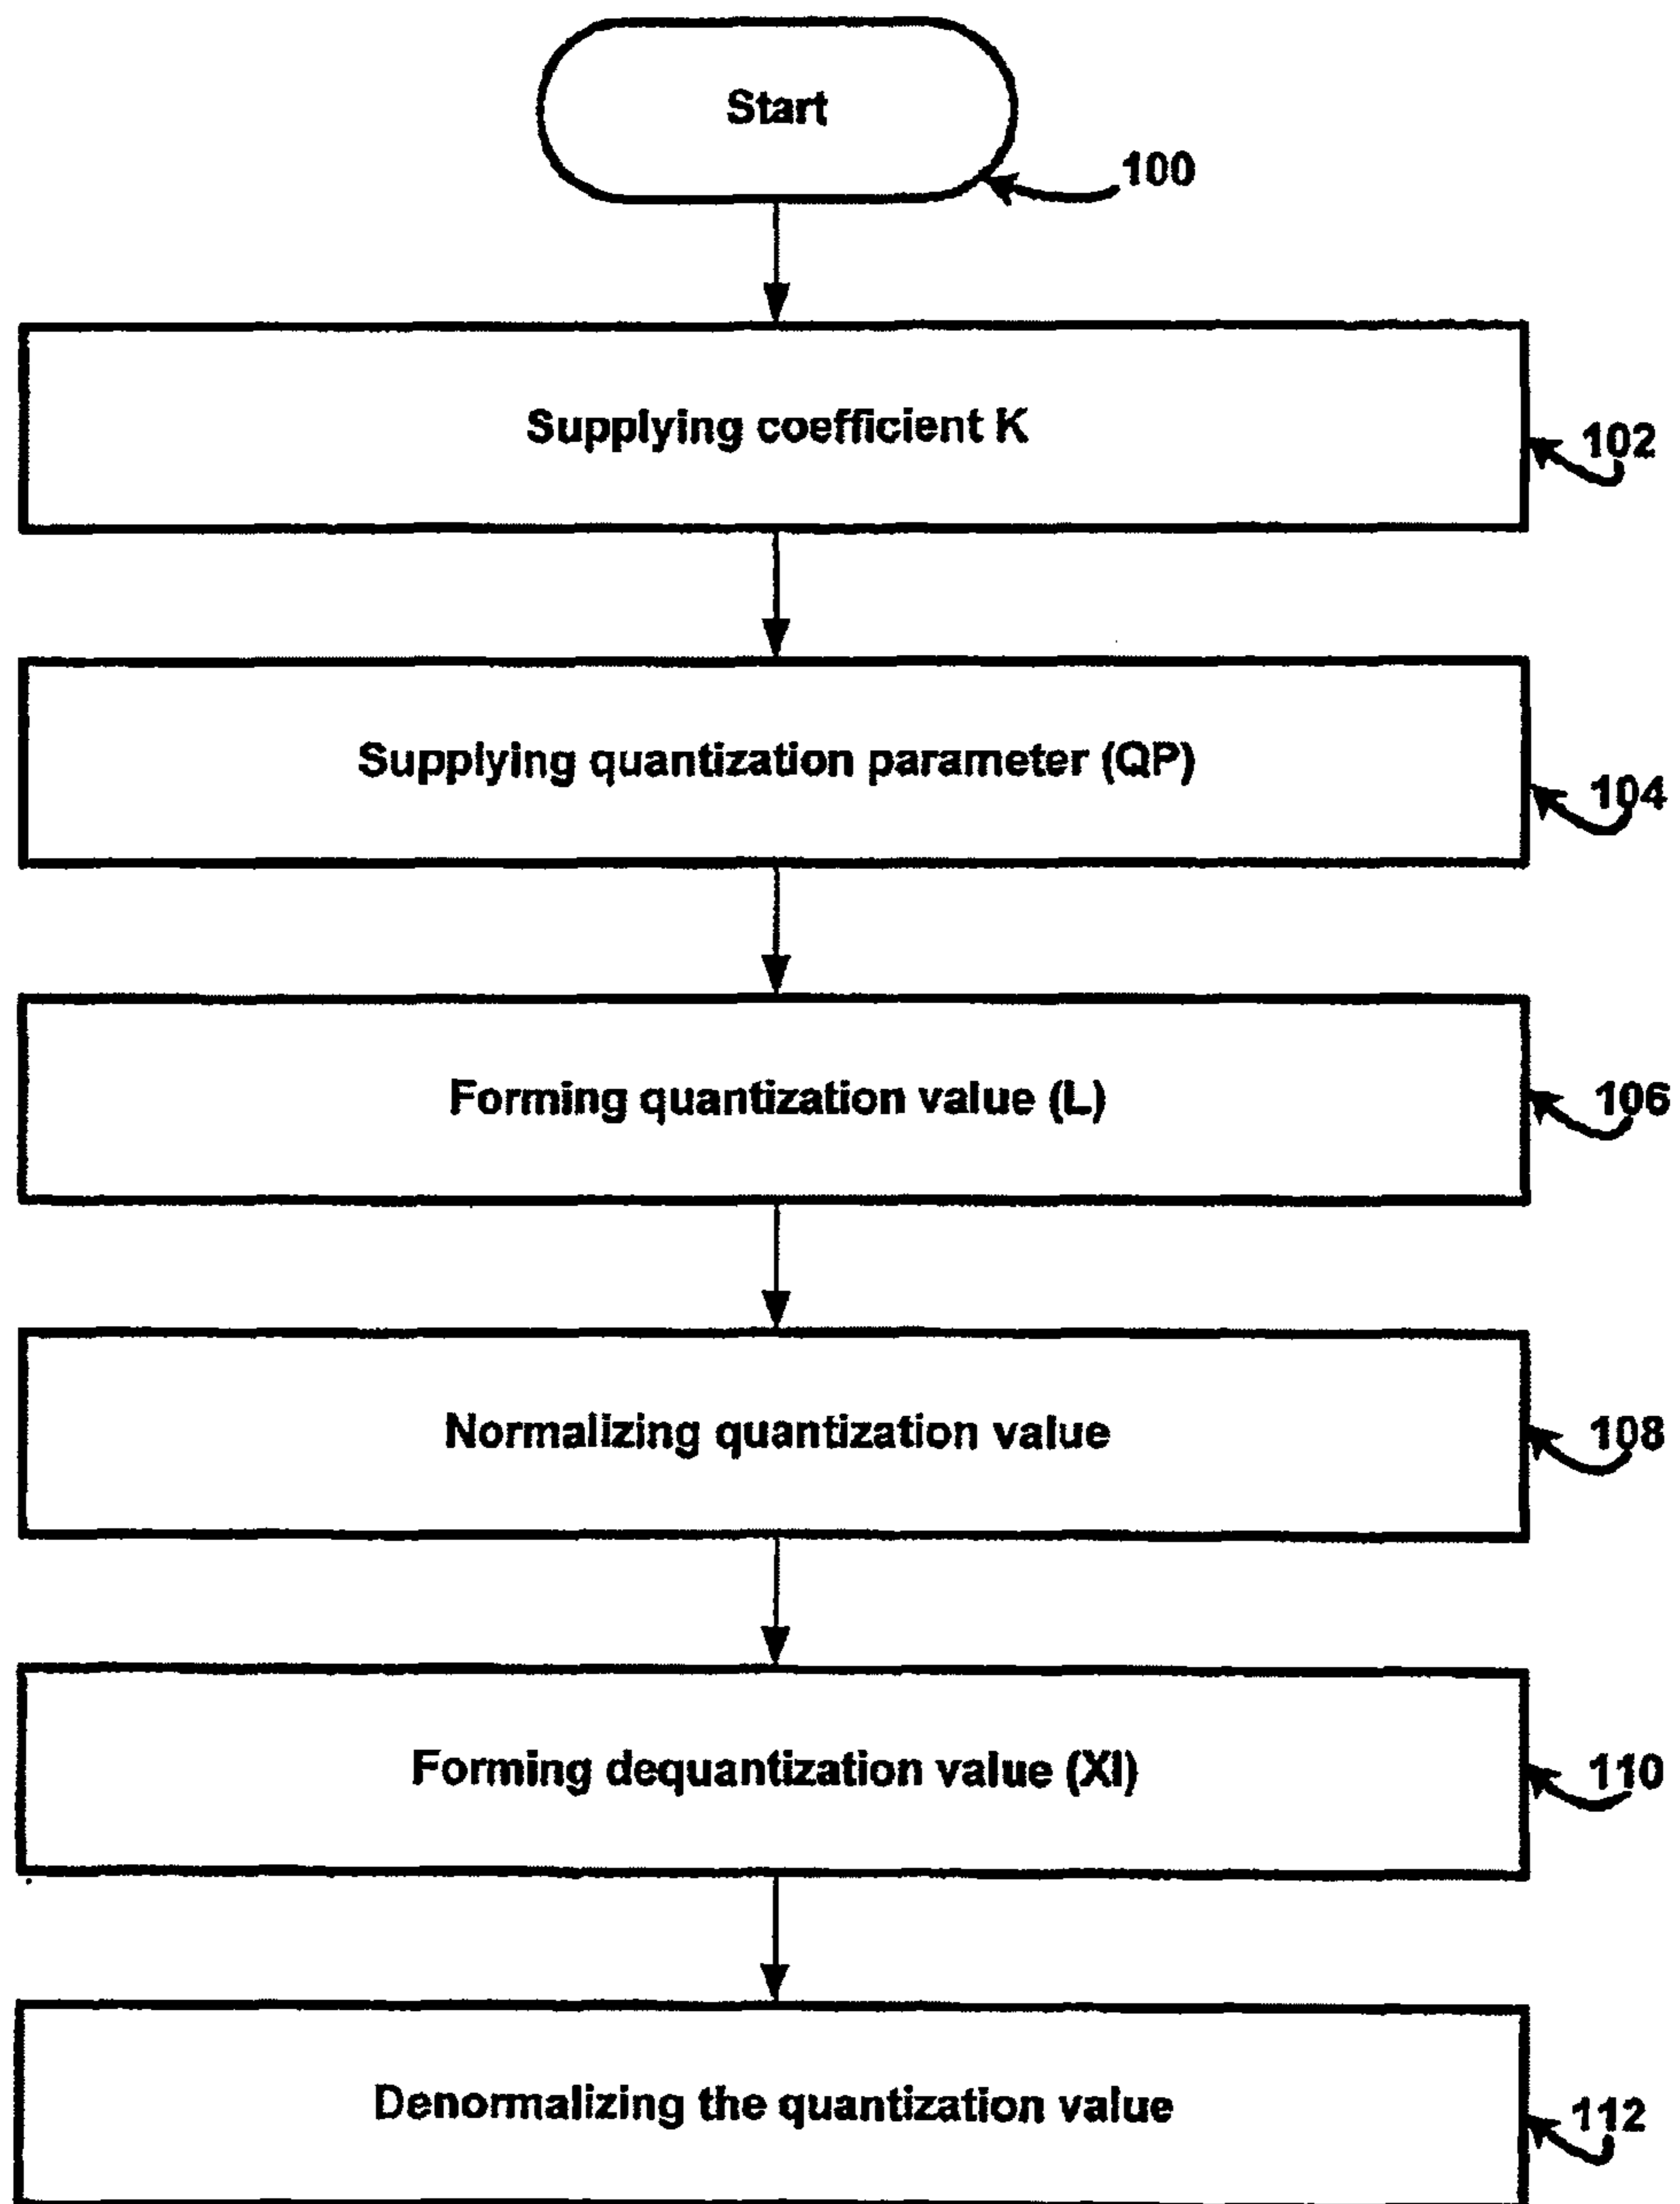 Start
100
Supplying coefficient K
102
Supplying quantization parameter (QP)
104
Forming quantization value (L)
106
Normalizing quantization value
108
Forming dequantization value (XI)
110
Denormalizing the quantization value
112